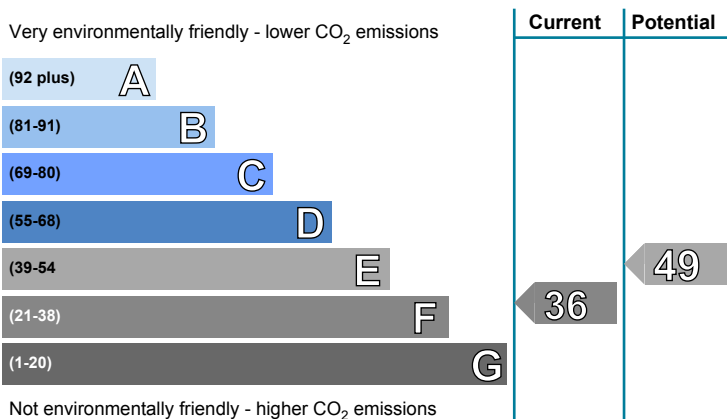 Current Potential
Very environmentally friendly - lower CO2 emissions
(92 plus) A
(81-91) B
(69-80) C
(55-68) D
(39-54 E
49
(21-38) F
36
(1-20) G
Not environmentally friendly - higher CO2 emissions